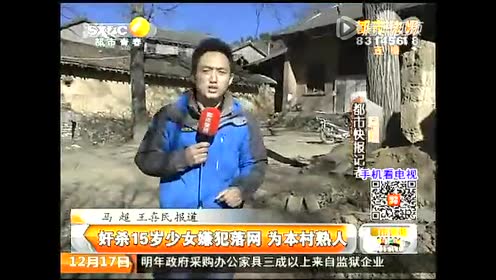 SXTVC
都市青春
都市快报
83145618
都市快报记者
手机看电视
马 超 王喜民报道
奸杀15岁少女嫌犯落网 为本村熟人
12月17日
明年政府采购办公家具三成以上来自监狱企业